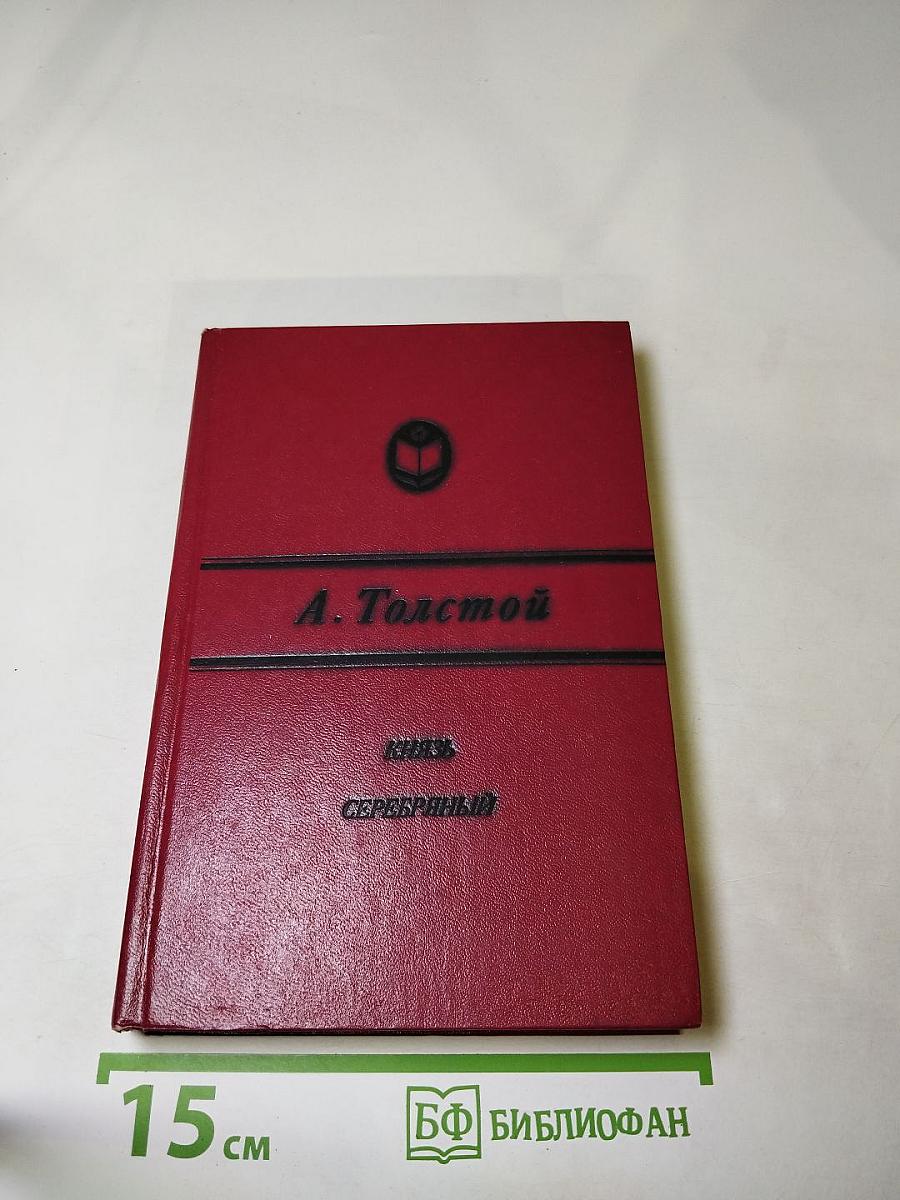 А. Толстой
КНЯЗЬ
СЕРЕБРЯНЫЙ
15 см
БФ БИБЛИОФАН